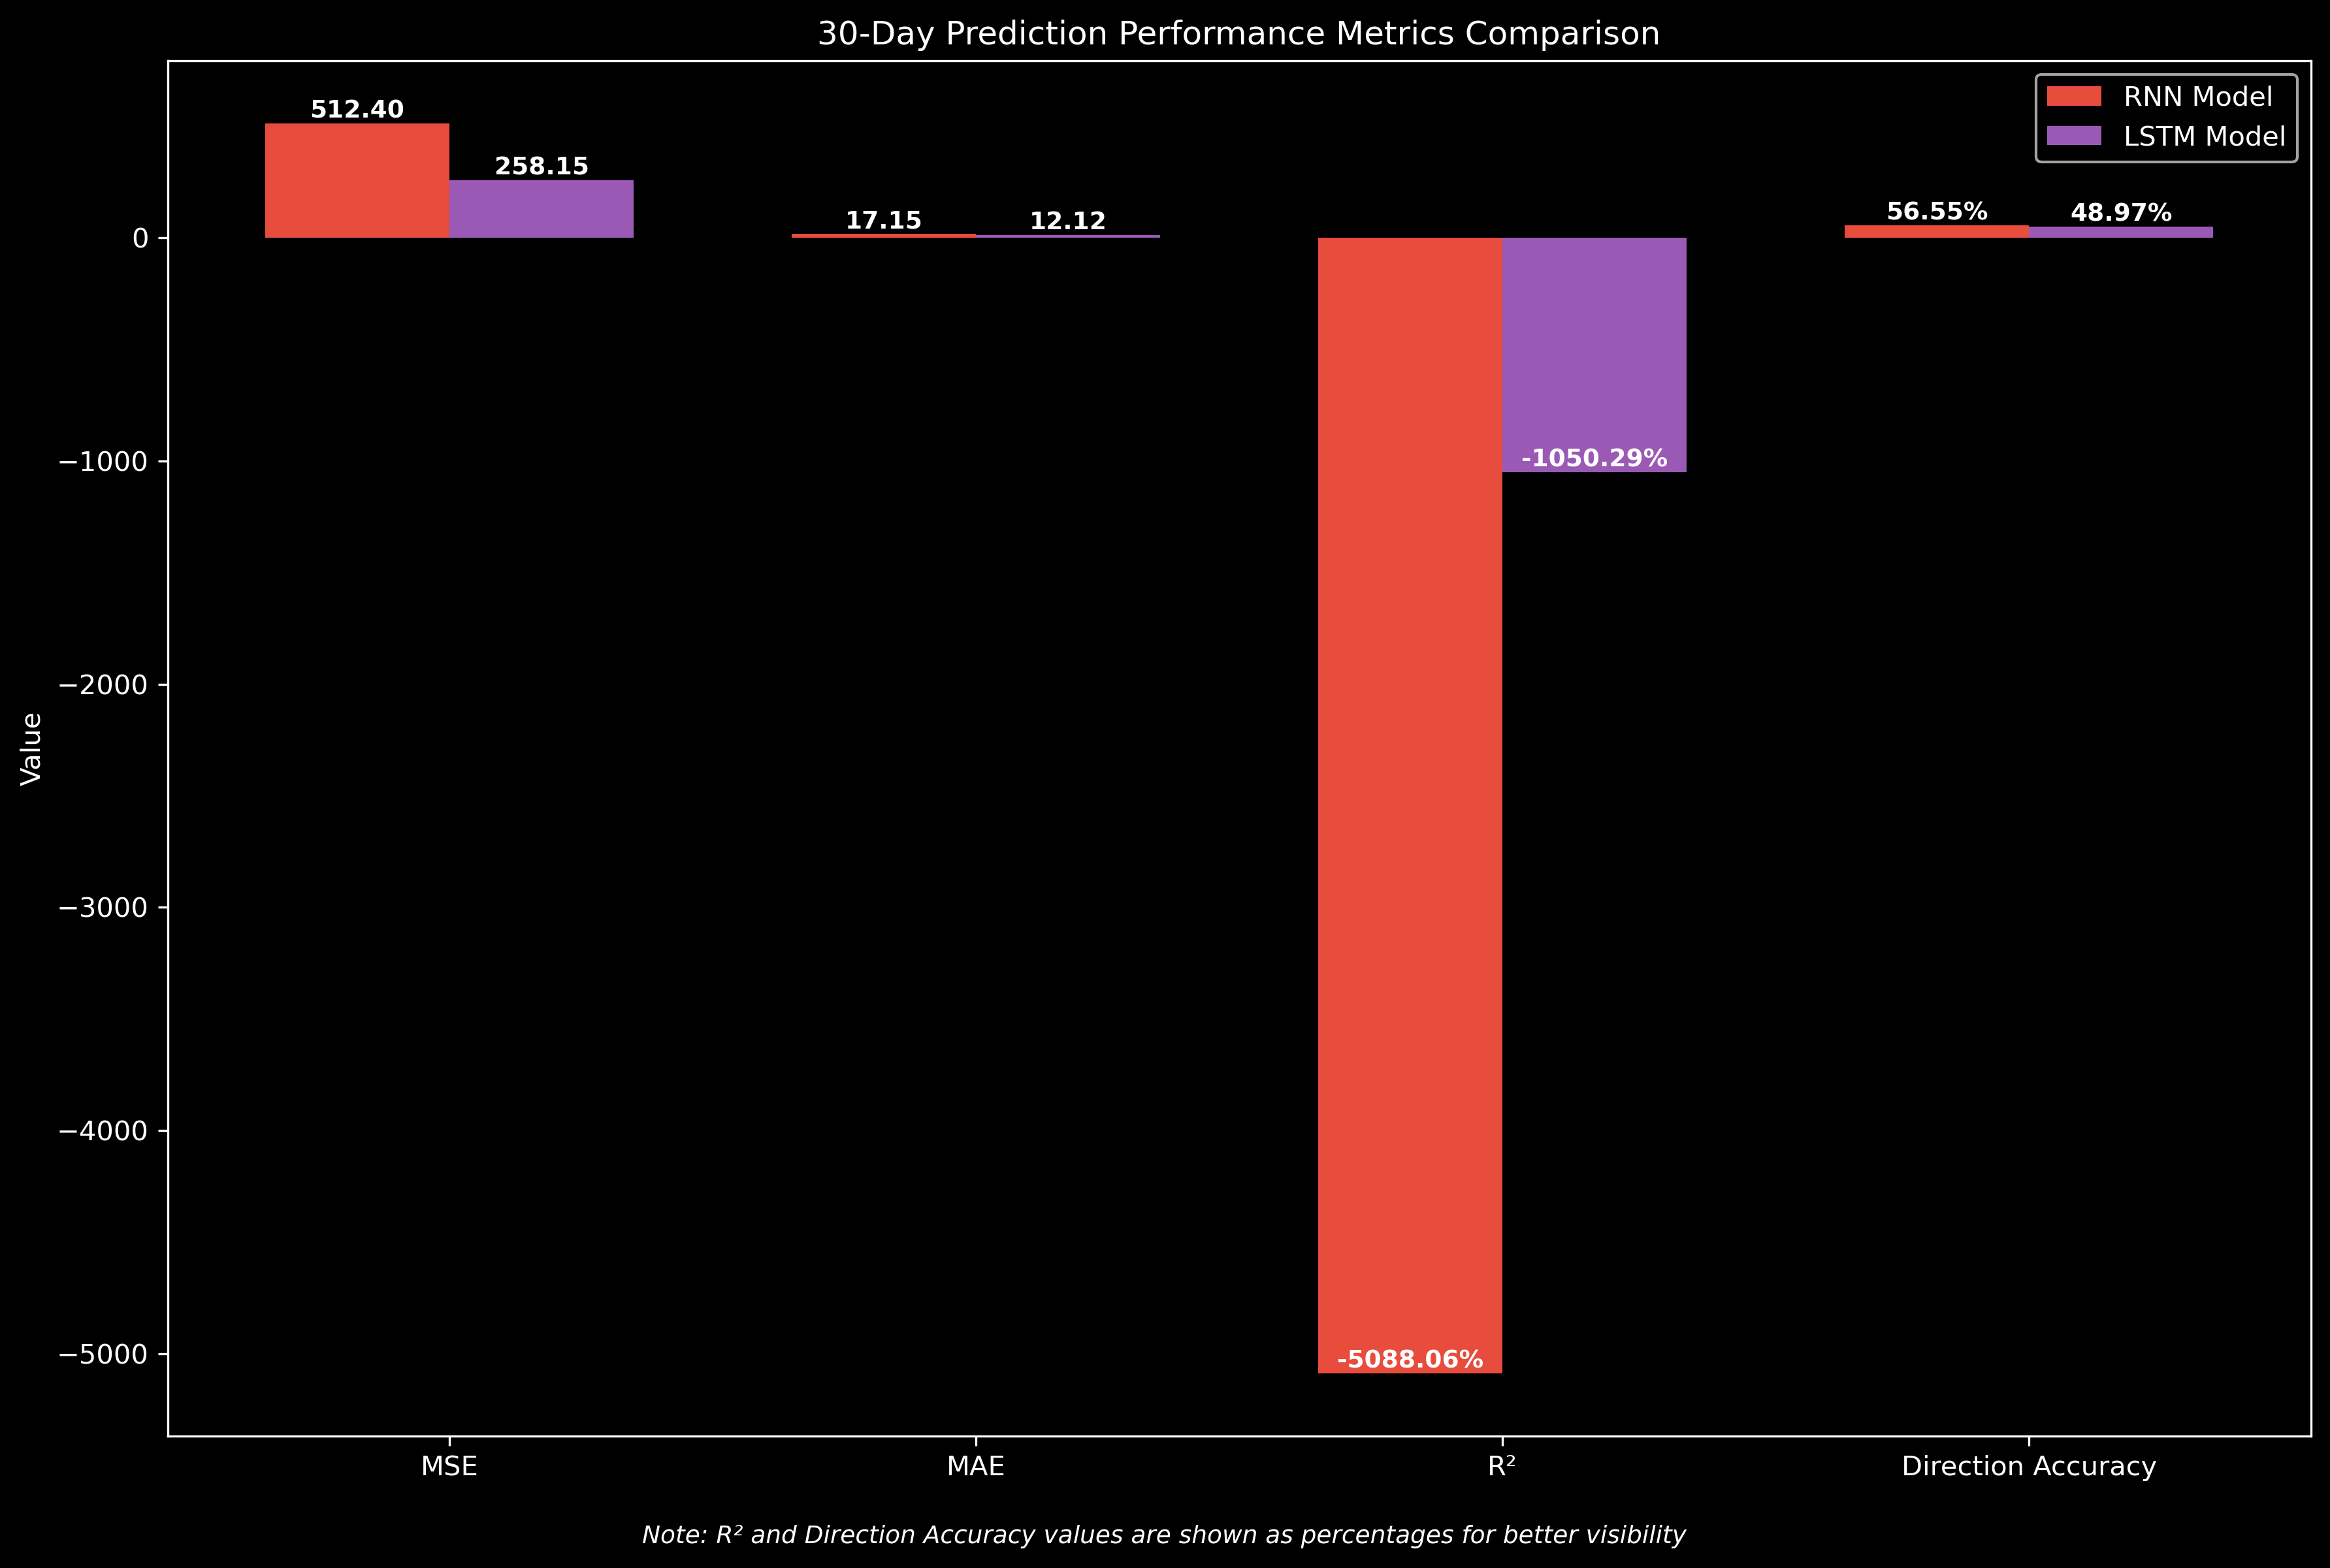 30-Day Prediction Performance Metrics Comparison
RNN Model
LSTM Model
512.40
258.15
17.15
12.12
56.55%
48.97%
-1050.29%
-5088.06%
0
−1000
−2000
−3000
−4000
−5000
Value
MSE
MAE
R²
Direction Accuracy
Note: R² and Direction Accuracy values are shown as percentages for better visibility